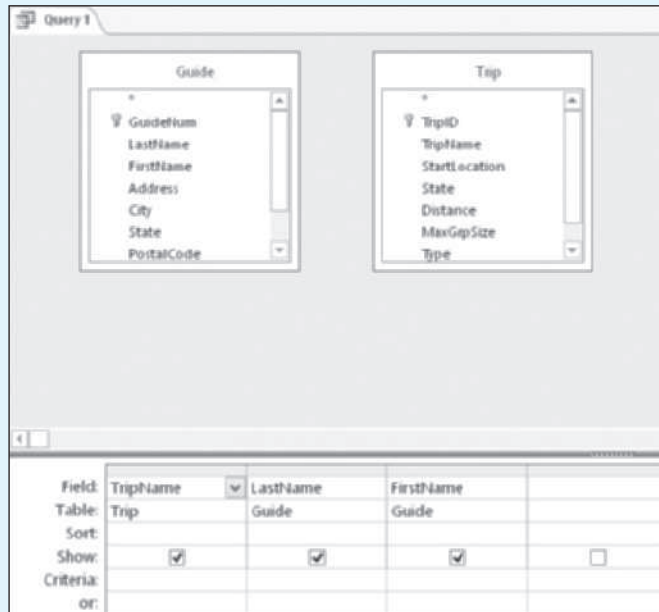 Query 1
Guide
*
GuideNum
LastName
FirstName
Address
City
State
PostalCode
Trip
*
TripID
TripName
StartLocation
State
Distance
MaxGrpSize
Type
Field: TripName LastName FirstName
Table: Trip Guide Guide
Sort:
Show:
Criteria:
or: